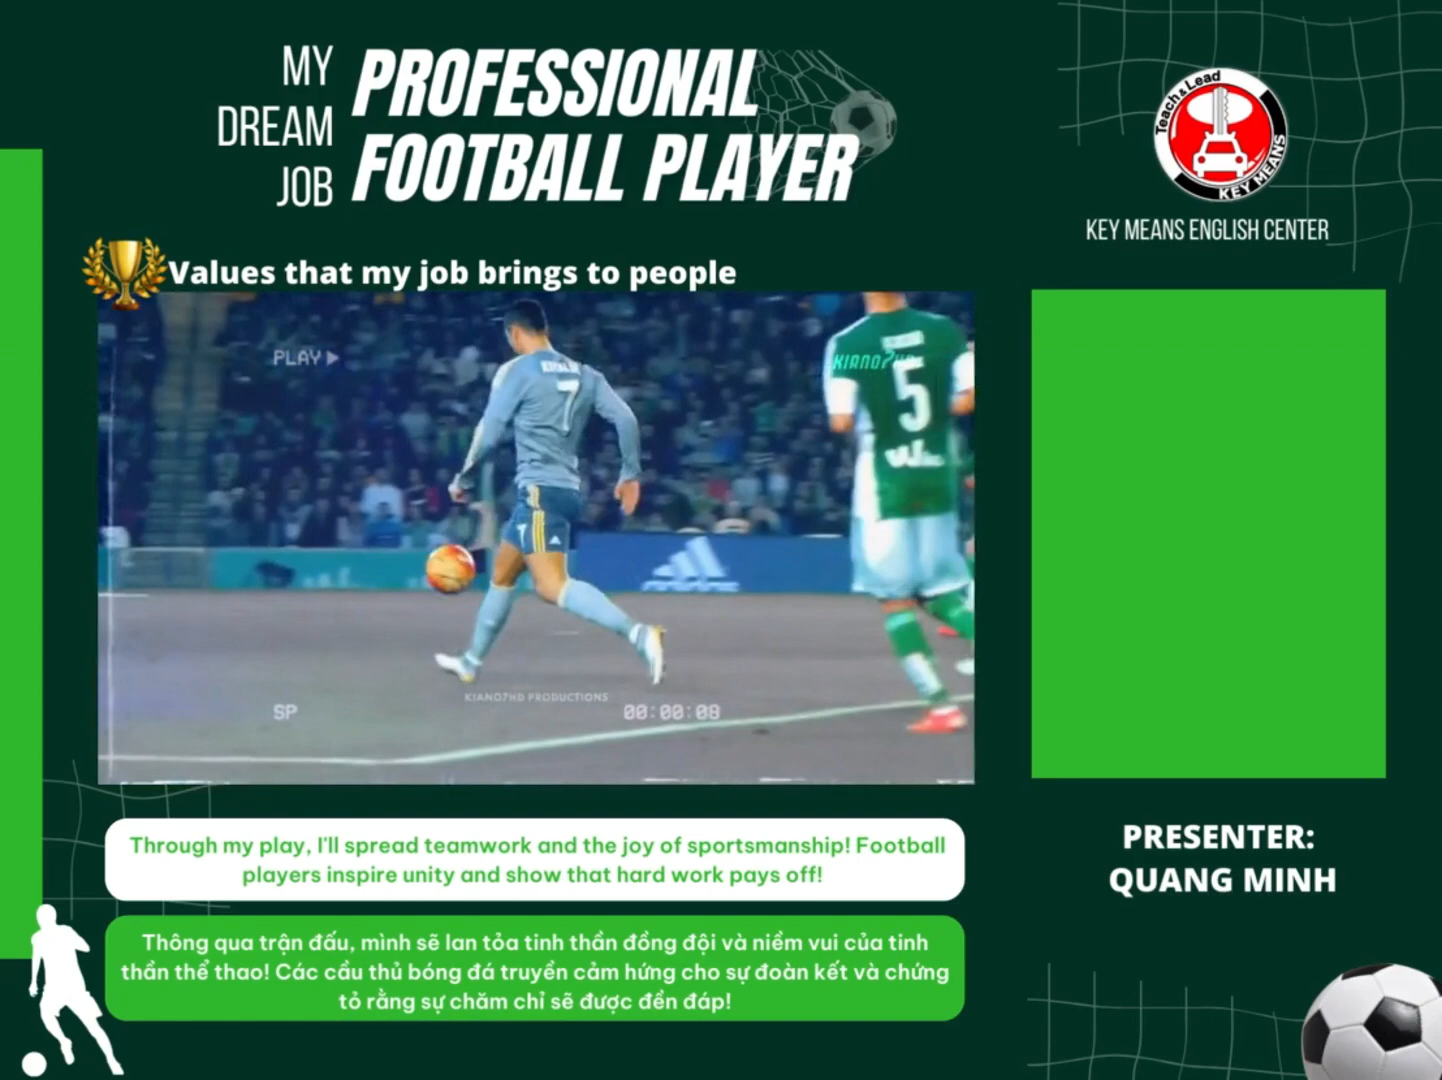 MY
DREAM
JOB
PROFESSIONAL
FOOTBALL PLAYER
Teach & Lead
KEY MEANS
KEY MEANS ENGLISH CENTER
Values that my job brings to people
PLAY
7
KIANO7HD
5
7
KIANO7HD PRODUCTIONS
SP
00:00:08
Through my play, I'll spread teamwork and the joy of sportsmanship! Football
players inspire unity and show that hard work pays off!
Thông qua trận đấu, mình sẽ lan tỏa tinh thần đồng đội và niềm vui của tinh
thần thể thao! Các cầu thủ bóng đá truyền cảm hứng cho sự đoàn kết và chứng
tỏ rằng sự chăm chỉ sẽ được đền đáp!
PRESENTER:
QUANG MINH